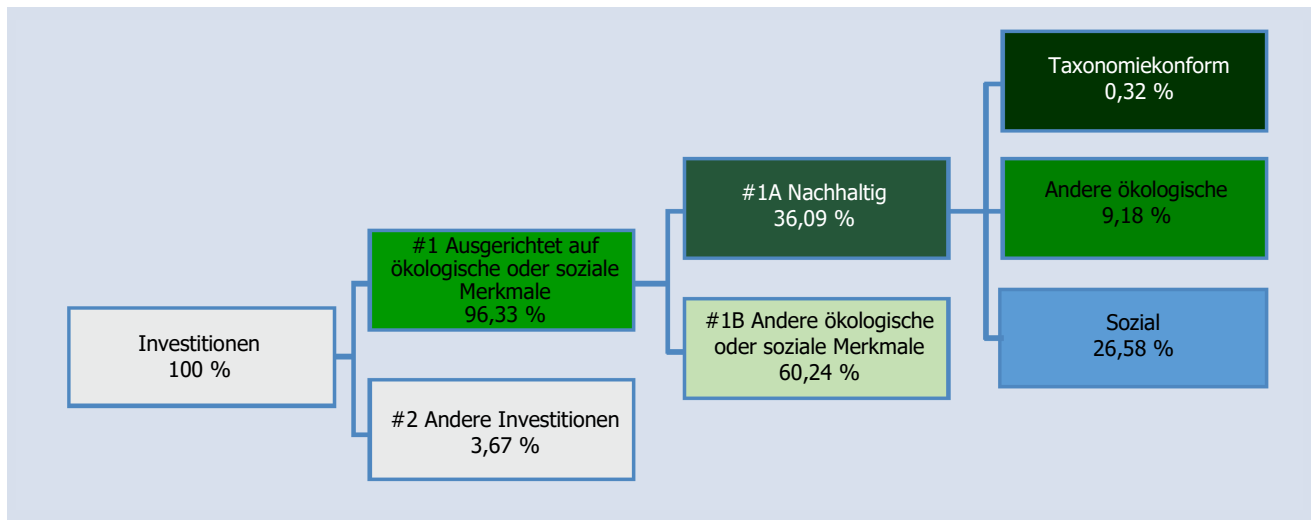 Investitionen
100 %
#1 Ausgerichtet auf
ökologische oder soziale
Merkmale
96,33 %
#2 Andere Investitionen
3,67 %
#1A Nachhaltig
36,09 %
#1B Andere ökologische
oder soziale Merkmale
60,24 %
Taxonomiekonform
0,32 %
Andere ökologische
9,18 %
Sozial
26,58 %